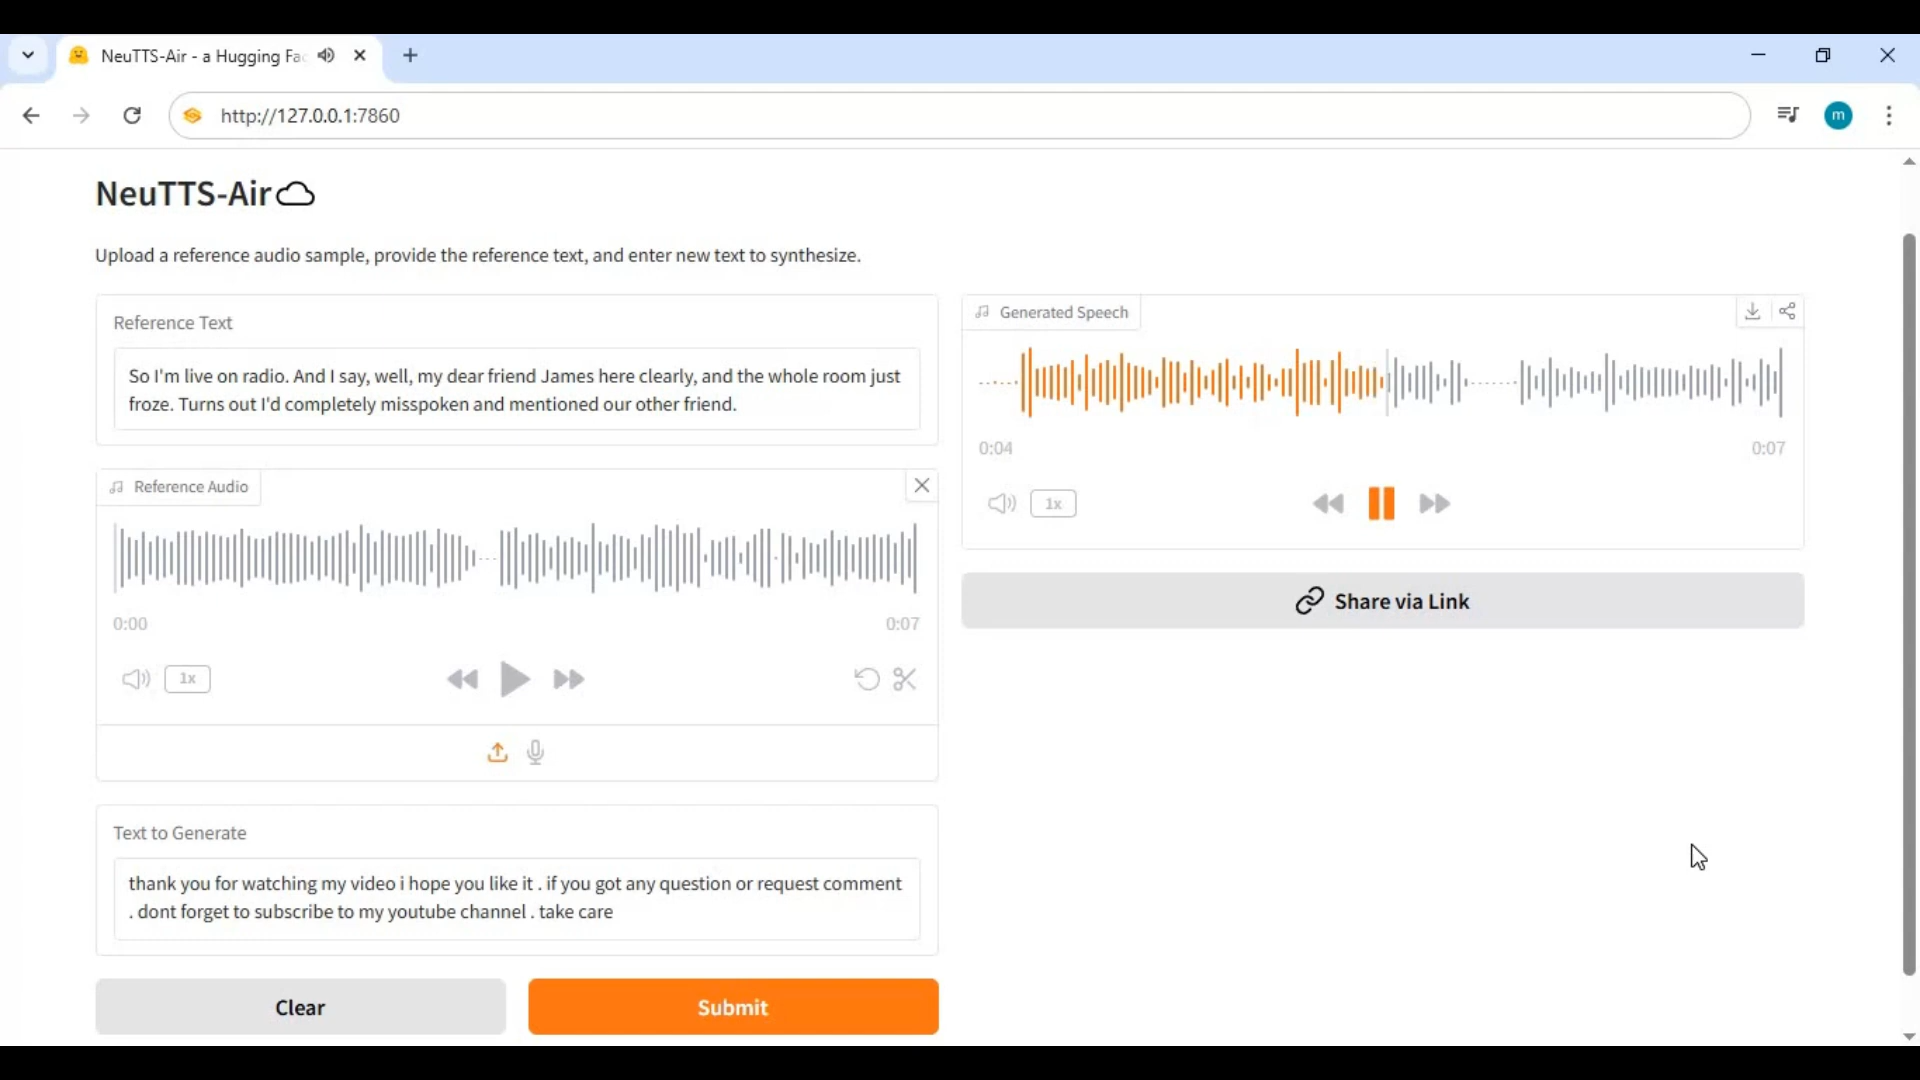 NeuTTS-Air - a Hugging Fac
http://127.0.0.1:7860
m
NeuTTS-Air
Upload a reference audio sample, provide the reference text, and enter new text to synthesize.
Reference Text
So I'm live on radio. And I say, well, my dear friend James here clearly, and the whole room just
froze. Turns out I'd completely misspoken and mentioned our other friend.
Reference Audio
0:00
0:07
1x
Text to Generate
thank you for watching my video i hope you like it . if you got any question or request comment
. dont forget to subscribe to my youtube channel . take care
Clear
Submit
Generated Speech
0:04
0:07
1x
Share via Link